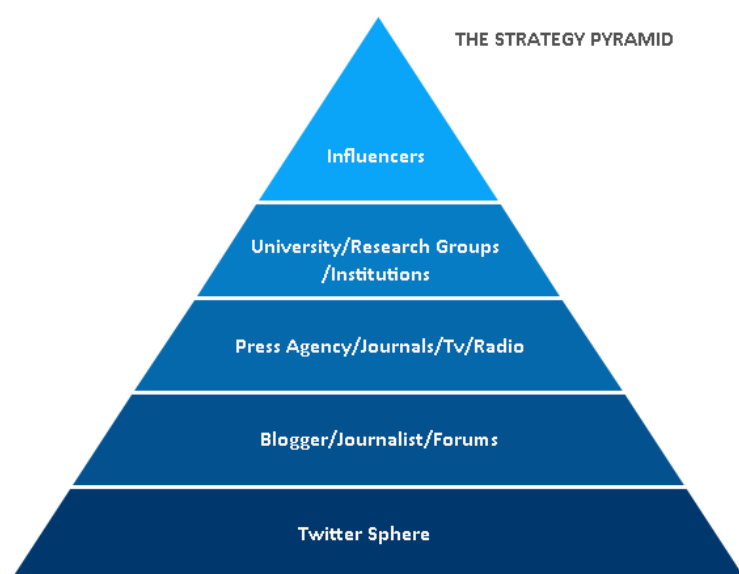 THE STRATEGY PYRAMID
Influencers
University/Research Groups
/Institutions
Press Agency/Journals/Tv/Radio
Blogger/Journalist/Forums
Twitter Sphere